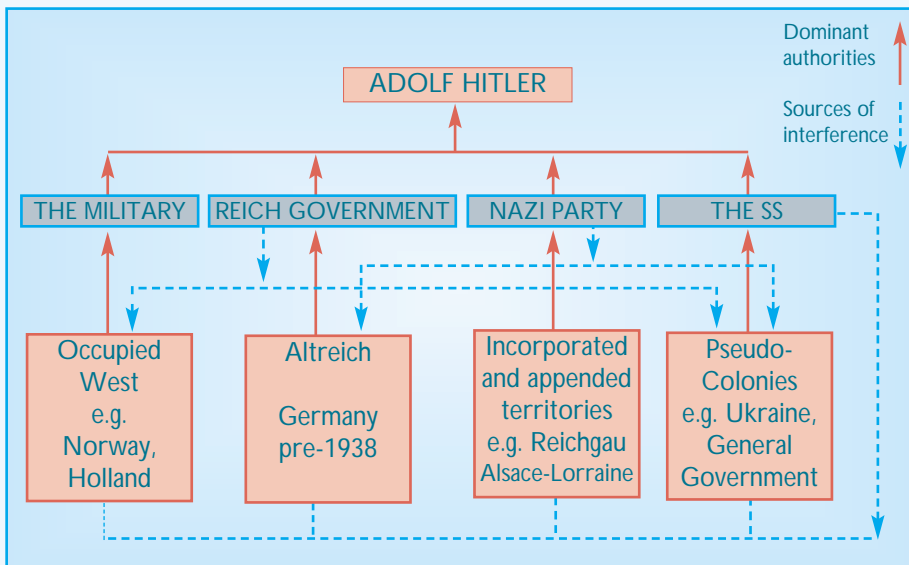 Dominant
authorities
Sources of
interference
ADOLF HITLER
THE MILITARY
REICH GOVERNMENT
NAZI PARTY
THE SS
Occupied
West
e.g.
Norway,
Holland
Altreich
Germany
pre-1938
Incorporated
and appended
territories
e.g. Reichgau
Alsace-Lorraine
Pseudo-
Colonies
e.g. Ukraine,
General
Government